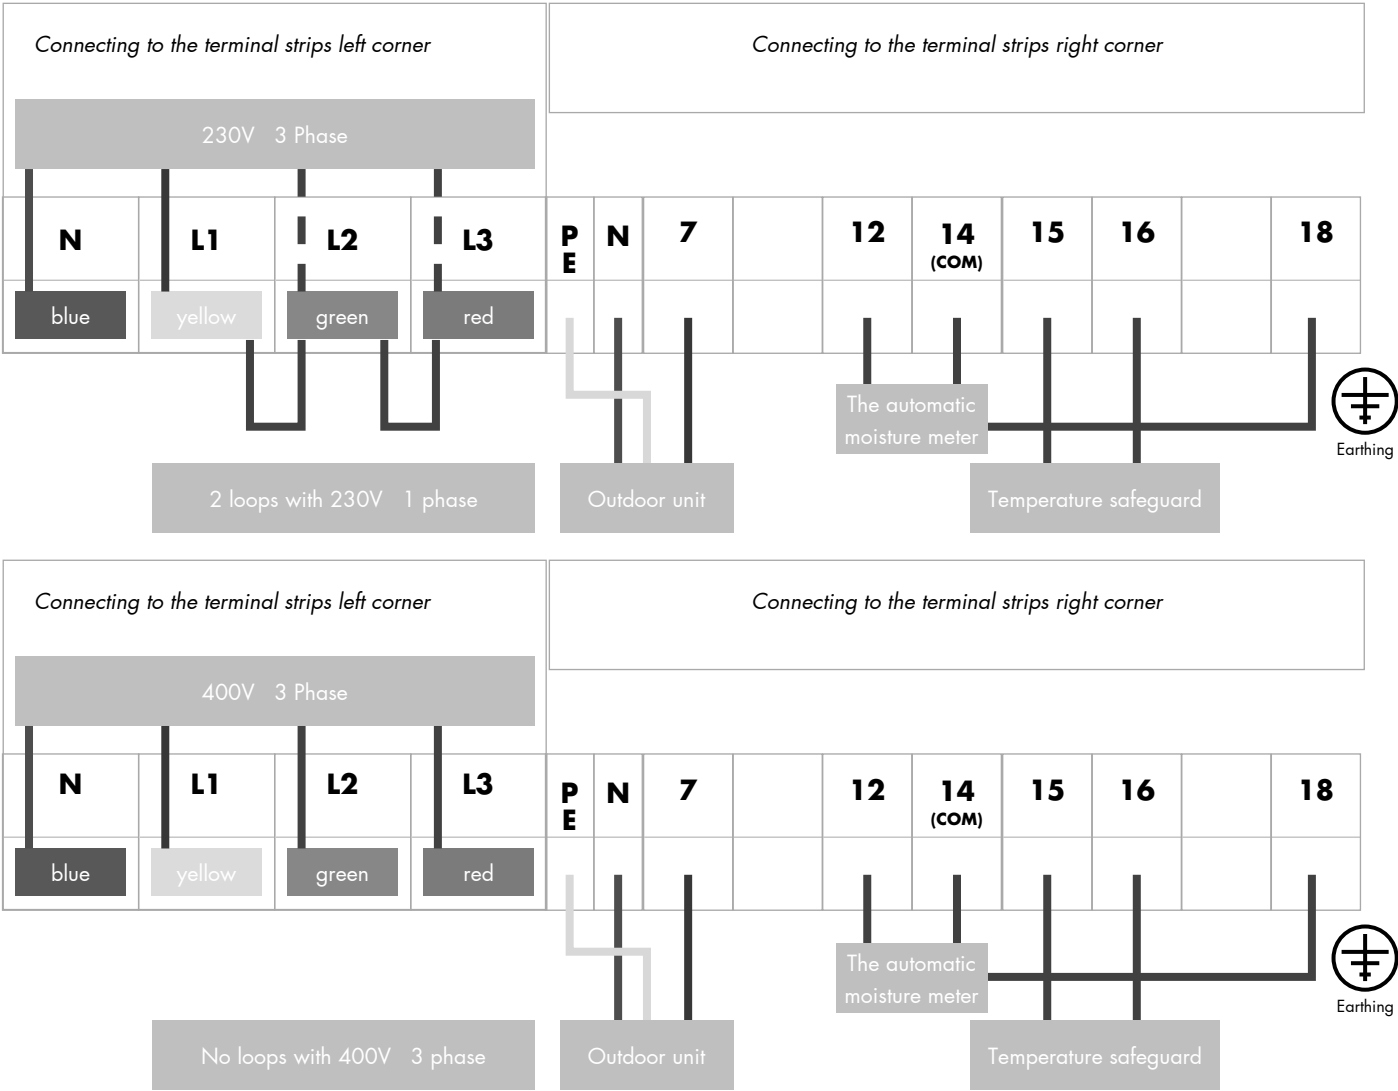 Connecting to the terminal strips left corner
Connecting to the terminal strips right corner
230V 3 Phase
N L1 L2 L3 P E N 7 12 14 (COM) 15 16 18
blue yellow green red
The automatic
moisture meter
Earthing
2 loops with 230V 1 phase
Outdoor unit
Temperature safeguard
Connecting to the terminal strips left corner
Connecting to the terminal strips right corner
400V 3 Phase
N L1 L2 L3 P E N 7 12 14 (COM) 15 16 18
blue yellow green red
The automatic
moisture meter
Earthing
No loops with 400V 3 phase
Outdoor unit
Temperature safeguard